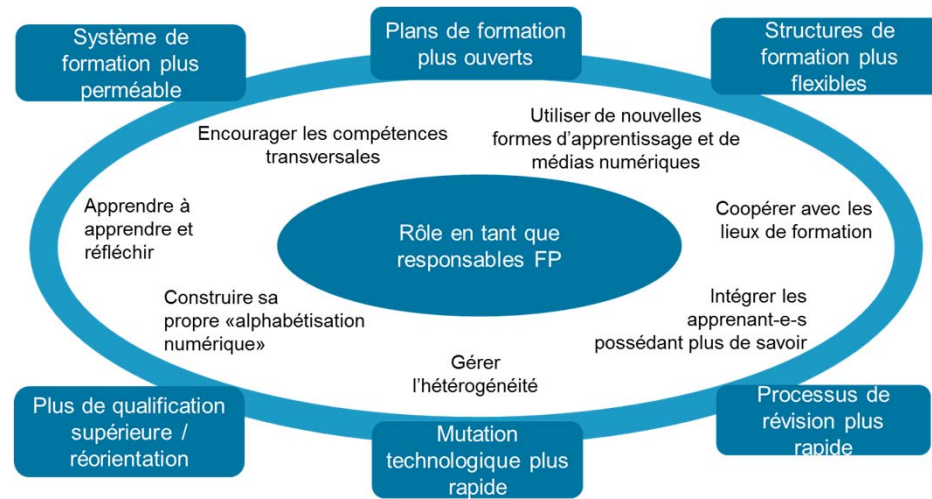 Système de
formation plus
perméable
Plans de formation
plus ouverts
Structures de
formation plus
flexibles
Encourager les compétences
transversales
Utiliser de nouvelles
formes d'apprentissage et de
médias numériques
Apprendre à
apprendre et
réfléchir
Rôle en tant que
responsables FP
Coopérer avec les
lieux de formation
Construire sa
propre «alphabétisation
numérique»
Gérer
l'hétérogénéité
Intégrer les
apprenant-e-s
possédant plus de savoir
Plus de qualification
supérieure /
réorientation
Mutation
technologique plus
rapide
Processus de
révision plus
rapide